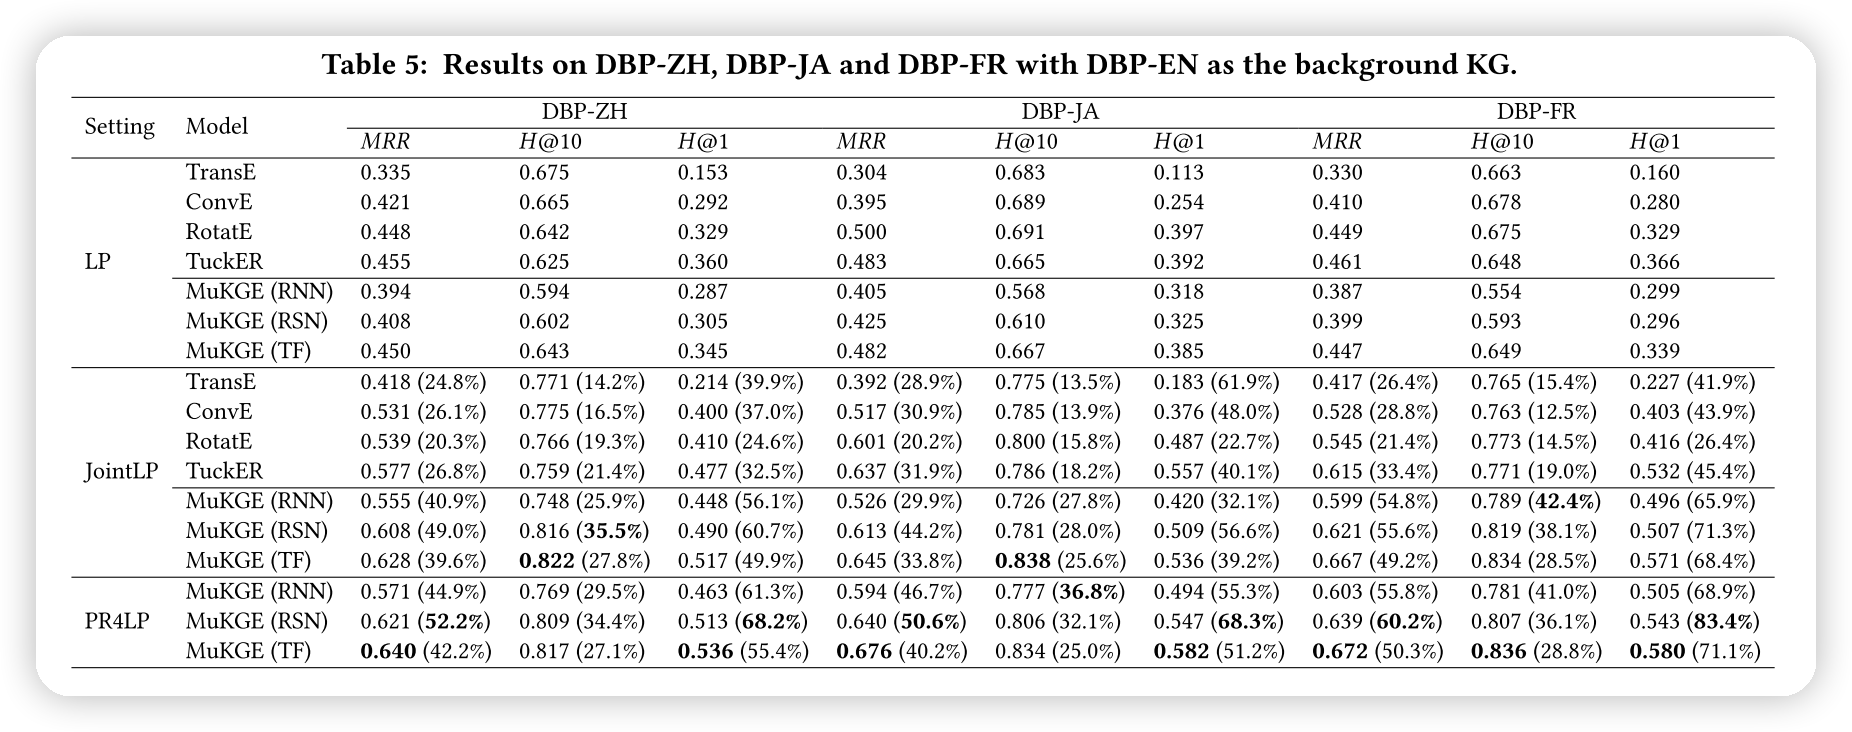 Table 5: Results on DBP-ZH, DBP-JA and DBP-FR with DBP-EN as the background KG.
Setting Model DBP-ZH DBP-JA DBP-FR
MRR H@10 H@1 MRR H@10 H@1 MRR H@10 H@1
LP
TransE 0.335 0.675 0.153 0.304 0.683 0.113 0.330 0.663 0.160
ConvE 0.421 0.665 0.292 0.395 0.689 0.254 0.410 0.678 0.280
RotatE 0.448 0.642 0.329 0.500 0.691 0.397 0.449 0.675 0.329
TuckER 0.455 0.625 0.360 0.483 0.665 0.392 0.461 0.648 0.366
MuKGE (RNN) 0.394 0.594 0.287 0.405 0.568 0.318 0.387 0.554 0.299
MuKGE (RSN) 0.408 0.602 0.305 0.425 0.610 0.325 0.399 0.593 0.296
MuKGE (TF) 0.450 0.643 0.345 0.482 0.667 0.385 0.447 0.649 0.339
JointLP
TransE 0.418 (24.8%) 0.771 (14.2%) 0.214 (39.9%) 0.392 (28.9%) 0.775 (13.5%) 0.183 (61.9%) 0.417 (26.4%) 0.765 (15.4%) 0.227 (41.9%)
ConvE 0.531 (26.1%) 0.775 (16.5%) 0.400 (37.0%) 0.517 (30.9%) 0.785 (13.9%) 0.376 (48.0%) 0.528 (28.8%) 0.763 (12.5%) 0.403 (43.9%)
RotatE 0.539 (20.3%) 0.766 (19.3%) 0.410 (24.6%) 0.601 (20.2%) 0.800 (15.8%) 0.487 (22.7%) 0.545 (21.4%) 0.773 (14.5%) 0.416 (26.4%)
TuckER 0.577 (26.8%) 0.759 (21.4%) 0.477 (32.5%) 0.637 (31.9%) 0.786 (18.2%) 0.557 (40.1%) 0.615 (33.4%) 0.771 (19.0%) 0.532 (45.4%)
MuKGE (RNN) 0.555 (40.9%) 0.748 (25.9%) 0.448 (56.1%) 0.526 (29.9%) 0.726 (27.8%) 0.420 (32.1%) 0.599 (54.8%) 0.789 (42.4%) 0.496 (65.9%)
MuKGE (RSN) 0.608 (49.0%) 0.816 (35.5%) 0.490 (60.7%) 0.613 (44.2%) 0.781 (28.0%) 0.509 (56.6%) 0.621 (55.6%) 0.819 (38.1%) 0.507 (71.3%)
MuKGE (TF) 0.628 (39.6%) 0.822 (27.8%) 0.517 (49.9%) 0.645 (33.8%) 0.838 (25.6%) 0.536 (39.2%) 0.667 (49.2%) 0.834 (28.5%) 0.571 (68.4%)
PR4LP
MuKGE (RNN) 0.571 (44.9%) 0.769 (29.5%) 0.463 (61.3%) 0.594 (46.7%) 0.777 (36.8%) 0.494 (55.3%) 0.603 (55.8%) 0.781 (41.0%) 0.505 (68.9%)
MuKGE (RSN) 0.621 (52.2%) 0.809 (34.4%) 0.513 (68.2%) 0.640 (50.6%) 0.806 (32.1%) 0.547 (68.3%) 0.639 (60.2%) 0.807 (36.1%) 0.543 (83.4%)
MuKGE (TF) 0.640 (42.2%) 0.817 (27.1%) 0.536 (55.4%) 0.676 (40.2%) 0.834 (25.0%) 0.582 (51.2%) 0.672 (50.3%) 0.836 (28.8%) 0.580 (71.1%)